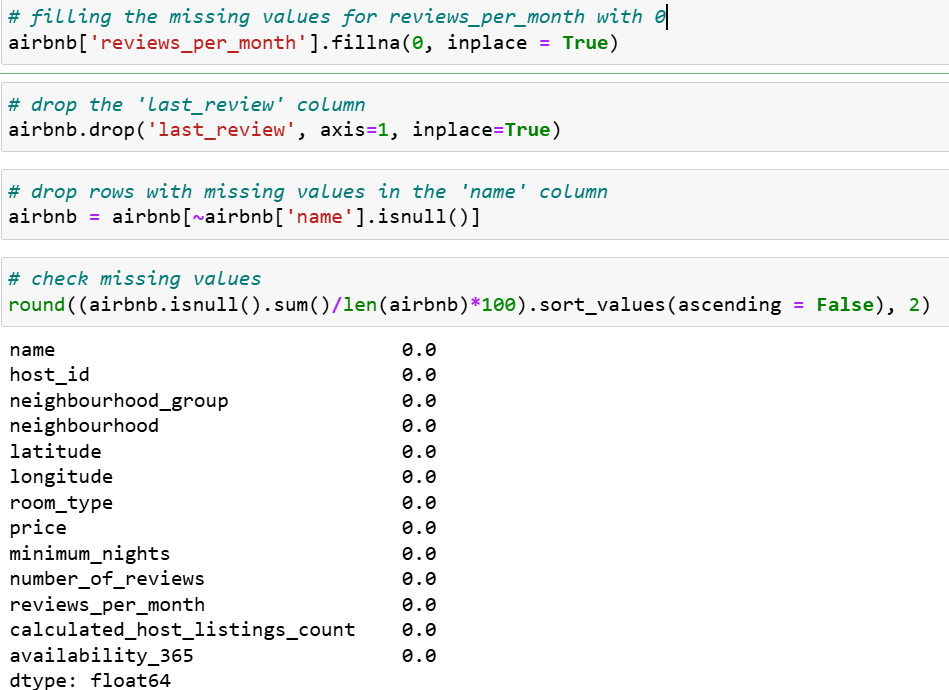 # filling the missing values for reviews_per_month with 0
airbnb['reviews_per_month'].fillna(0, inplace = True)
# drop the 'last_review' column
airbnb.drop('last_review', axis=1, inplace=True)
# drop rows with missing values in the 'name' column
airbnb = airbnb[~airbnb['name'].isnull()]
# check missing values
round((airbnb.isnull().sum()/len(airbnb)*100).sort_values(ascending = False), 2)
name 0.0
host_id 0.0
neighbourhood_group 0.0
neighbourhood 0.0
latitude 0.0
longitude 0.0
room_type 0.0
price 0.0
minimum_nights 0.0
number_of_reviews 0.0
reviews_per_month 0.0
calculated_host_listings_count 0.0
availability_365 0.0
dtype: float64